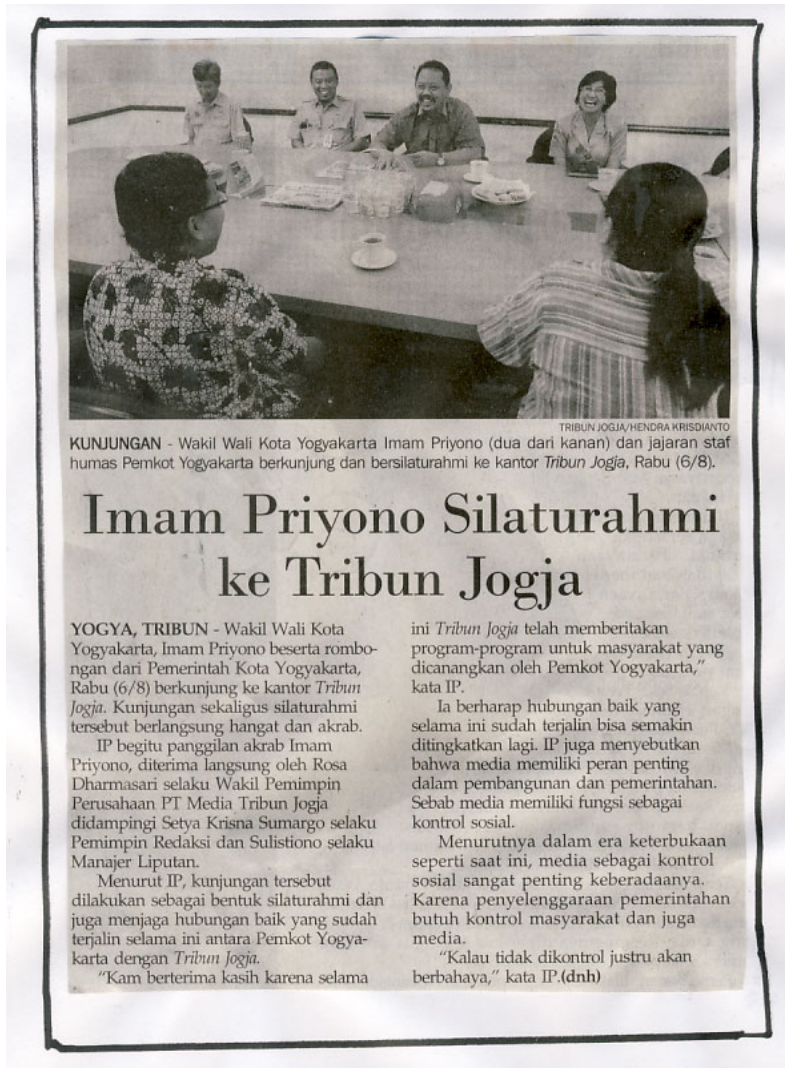 TRIBUN JOGJA/HENDRA KRISDIANTO
KUNJUNGAN - Wakil Wali Kota Yogyakarta Imam Priyono (dua dari kanan) dan jajaran staf
humas Pemkot Yogyakarta berkunjung dan bersilaturahmi ke kantor Tribun Jogja, Rabu (6/8).
Imam Priyono Silaturahmi
ke Tribun Jogja
YOGYA, TRIBUN - Wakil Wali Kota
Yogyakarta, Imam Priyono beserta rombo-
ngan dari Pemerintah Kota Yogyakarta,
Rabu (6/8) berkunjung ke kantor Tribun
Jogja. Kunjungan sekaligus silaturahmi
tersebut berlangsung hangat dan akrab.
IP begitu panggilan akrab Imam
Priyono, diterima langsung oleh Rosa
Dharmasari selaku Wakil Pemimpin
Perusahaan PT Media Tribun Jogja
didampingi Setya Krisna Sumargo selaku
Pemimpin Redaksi dan Sulistiono selaku
Manajer Liputan.
Menurut IP, kunjungan tersebut
dilakukan sebagai bentuk silaturahmi dan
juga menjaga hubungan baik yang sudah
terjalin selama ini antara Pemkot Yogya-
karta dengan Tribun Jogja.
"Kam berterima kasih karena selama
ini Tribun Jogja telah memberitakan
program-program untuk masyarakat yang
dicanangkan oleh Pemkot Yogyakarta,"
kata IP.
Ia berharap hubungan baik yang
selama ini sudah terjalin bisa semakin
ditingkatkan lagi. IP juga menyebutkan
bahwa media memiliki peran penting
dalam pembangunan dan pemerintahan.
Sebab media memiliki fungsi sebagai
kontrol sosial.
Menurutnya dalam era keterbukaan
seperti saat ini, media sebagai kontrol
sosial sangat penting keberadaanya.
Karena penyelenggaraan pemerintahan
butuh kontrol masyarakat dan juga
media.
"Kalau tidak dikontrol justru akan
berbahaya," kata IP.(dnh)